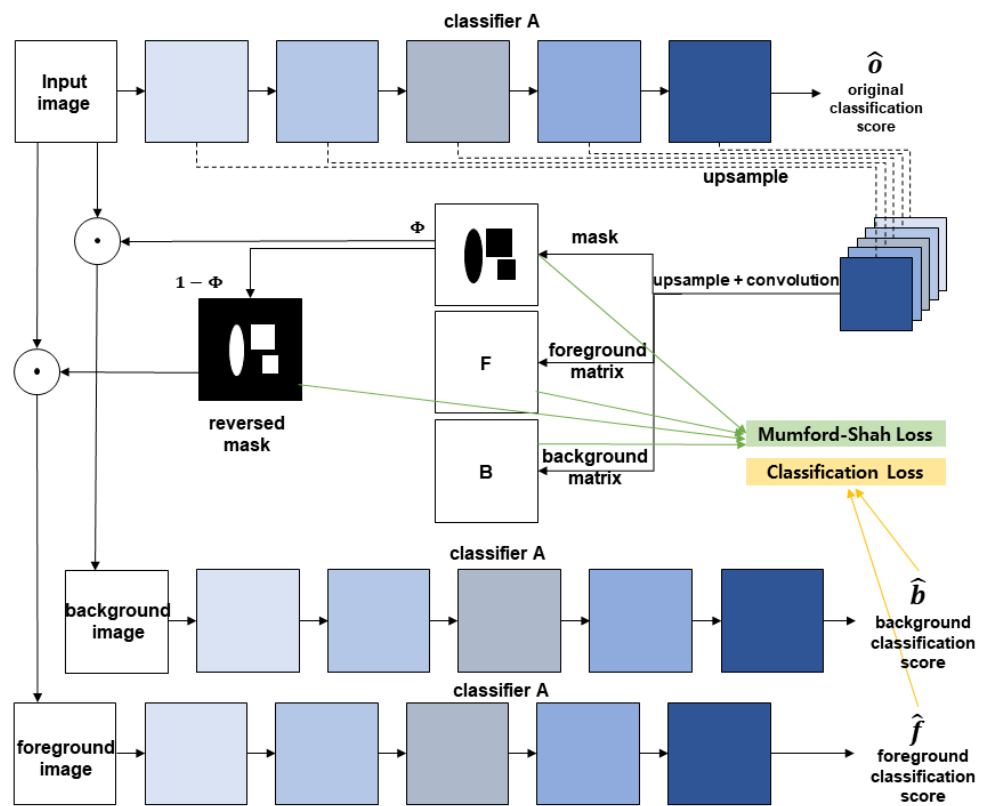 classifier A
Input
image
ô
original
classification
score
upsample
Φ
mask
1 − Φ
upsample + convolution
F
foreground
matrix
reversed
mask
Mumford-Shah Loss
B
background
matrix
Classification Loss
classifier A
background
image
b̂
background
classification
score
classifier A
foreground
image
f̂
foreground
classification
score